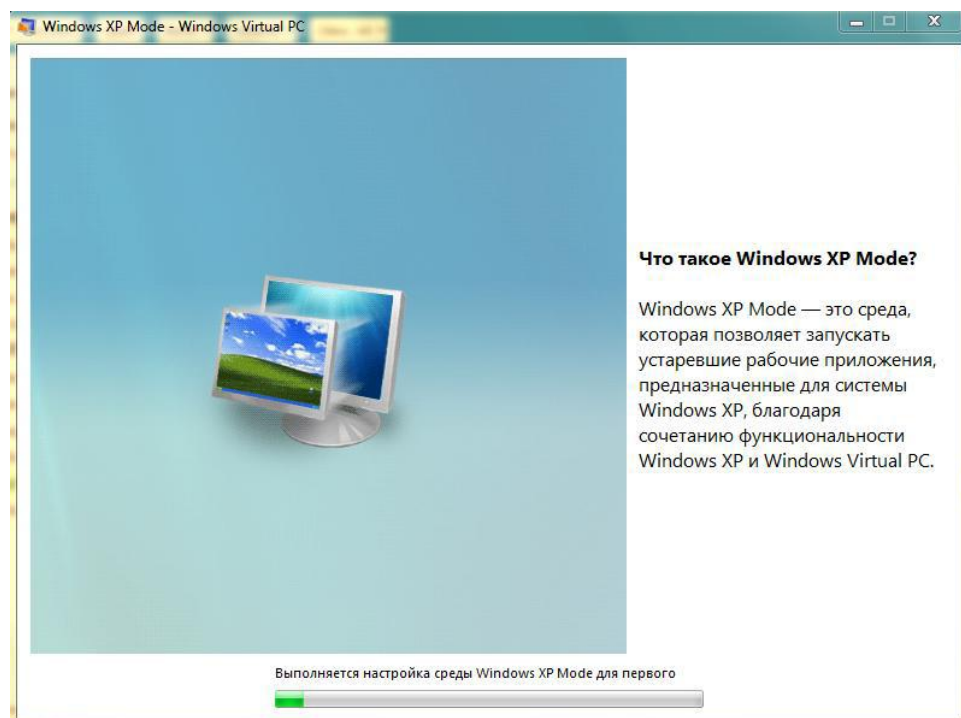 Windows XP Mode - Windows Virtual PC
Что такое Windows XP Mode?
Windows XP Mode — это среда,
которая позволяет запускать
устаревшие рабочие приложения,
предназначенные для системы
Windows XP, благодаря
сочетанию функциональности
Windows XP и Windows Virtual PC.
Выполняется настройка среды Windows XP Mode для первого